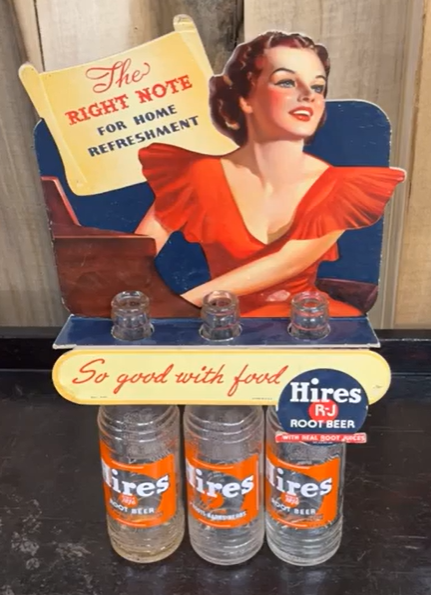 The
RIGHT NOTE
FOR HOME
REFRESHMENT
So good with food
Hires
R-J
ROOT BEER
WITH REAL ROOT JUICES
Hires
ROOT BEER
Hires
Hires
ROOT BEER